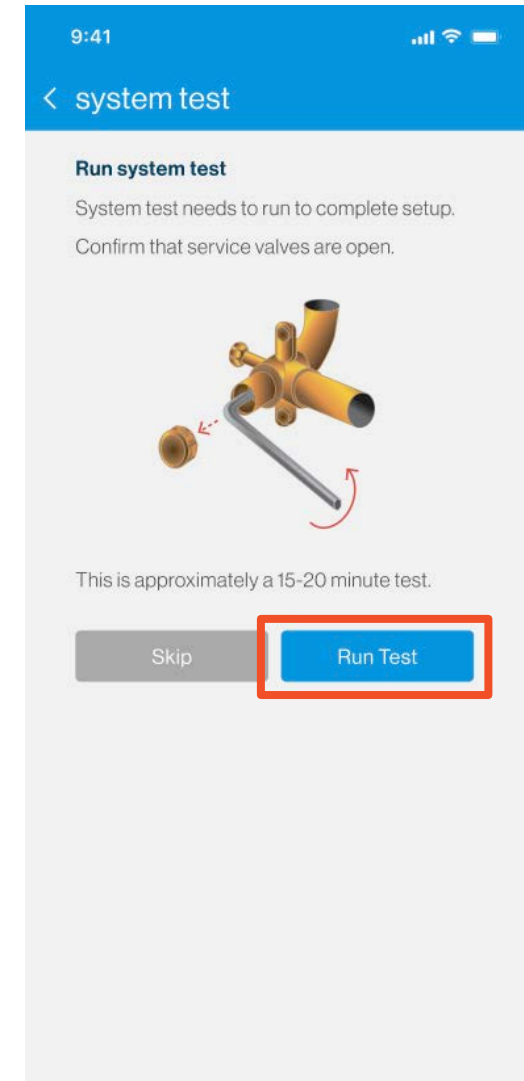 9:41
system test
Run system test
System test needs to run to complete setup.
Confirm that service valves are open.
This is approximately a 15-20 minute test.
Skip
Run Test